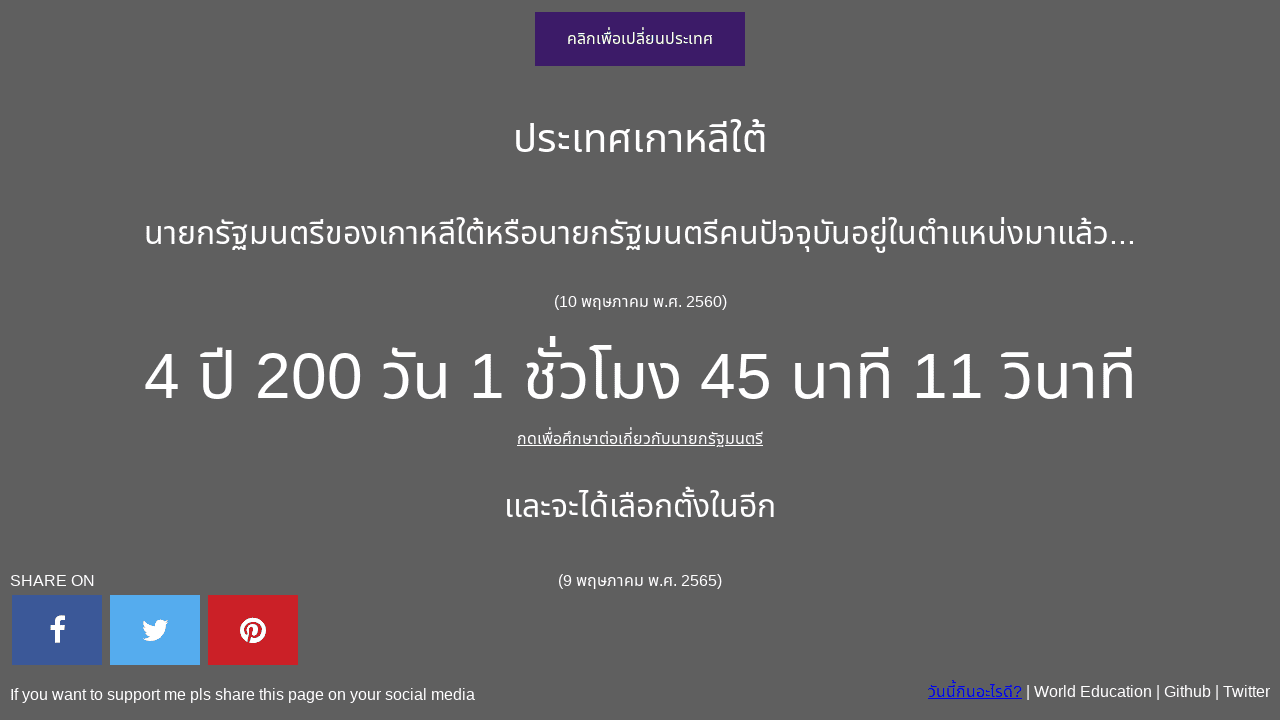 คลิกเพื่อเปลี่ยนประเทศ
ประเทศเกาหลีใต้
นายกรัฐมนตรีของเกาหลีใต้หรือนายกรัฐมนตรีคนปัจจุบันอยู่ในตำแหน่งมาแล้ว...
(10 พฤษภาคม พ.ศ. 2560)
4 ปี 200 วัน 1 ชั่วโมง 45 นาที 11 วินาที
กดเพื่อศึกษาต่อเกี่ยวกับนายกรัฐมนตรี
และจะได้เลือกตั้งในอีก
(9 พฤษภาคม พ.ศ. 2565)
SHARE ON
If you want to support me pls share this page on your social media
วันนี้กินอะไรดี? | World Education | Github | Twitter